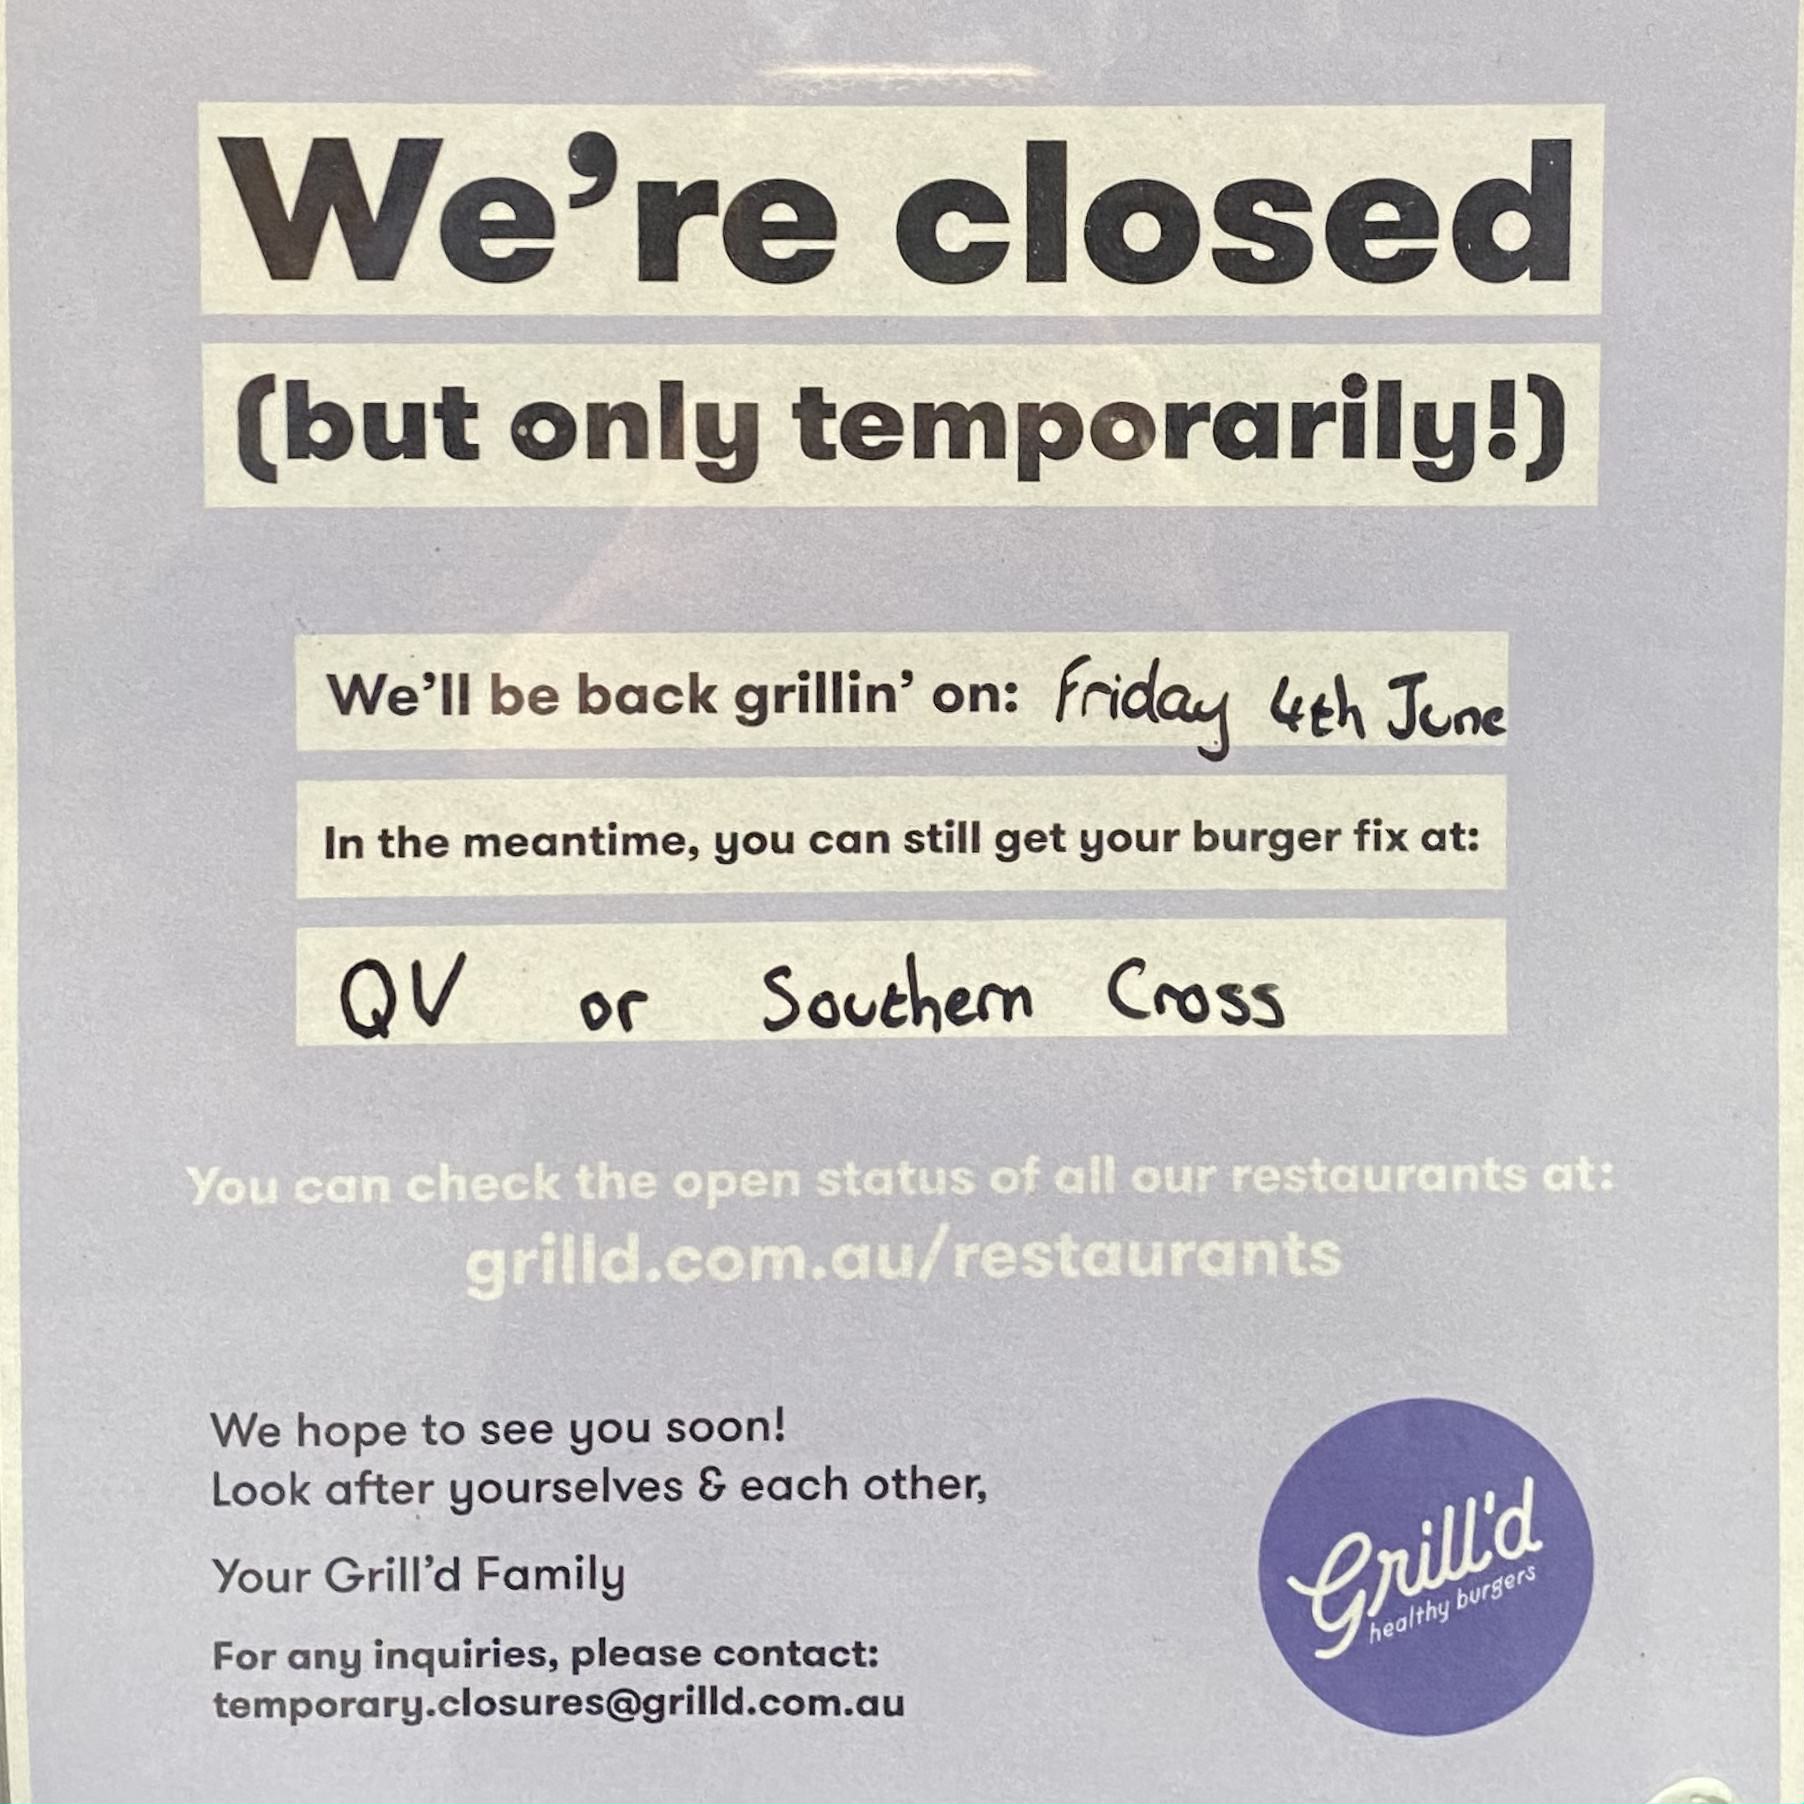 We’re closed
(but only temporarily!)
We’ll be back grillin’ on: Friday 4th June
In the meantime, you can still get your burger fix at:
QV or Southern Cross
You can check the open status of all our restaurants at:
grilld.com.au/restaurants
We hope to see you soon!
Look after yourselves & each other,
Your Grill’d Family
For any inquiries, please contact:
temporary.closures@grilld.com.au
Grill'd
healthy burgers